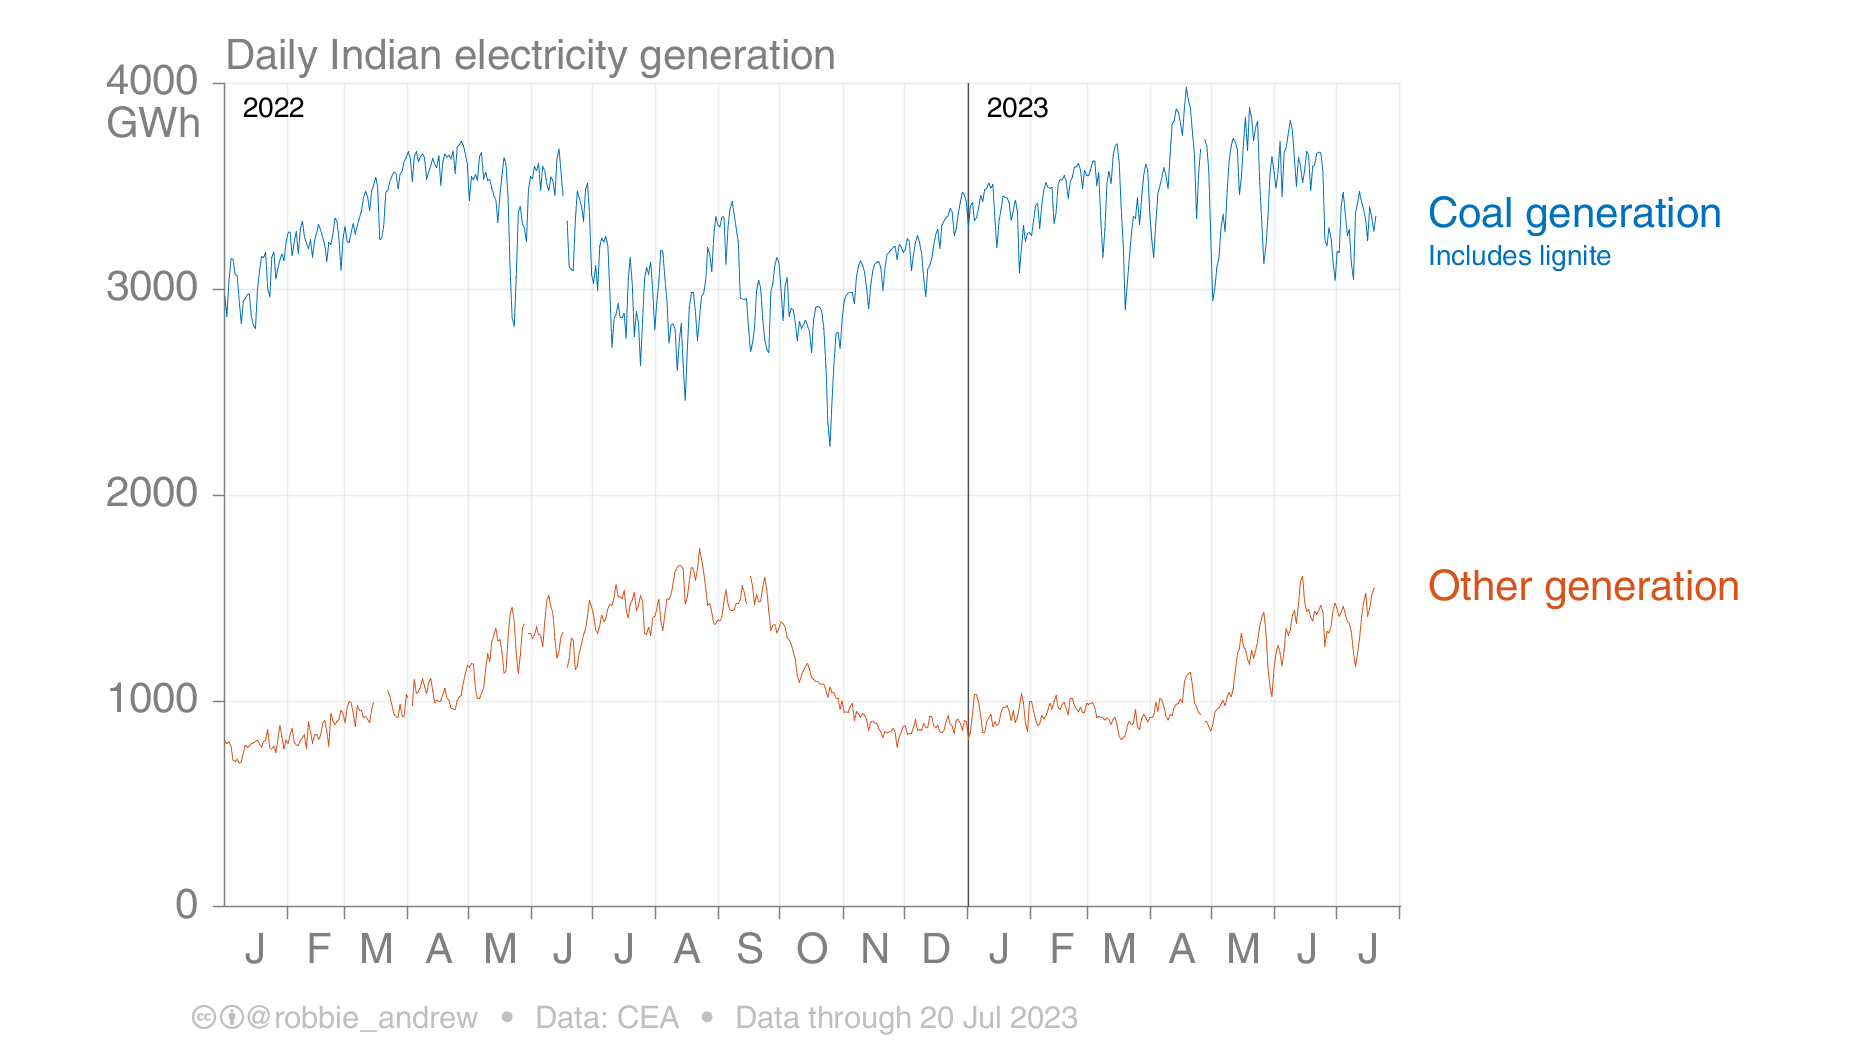 Daily Indian electricity generation
4000
GWh
2022
2023
3000
2000
1000
0
Coal generation
Includes lignite
Other generation
J F M A M J J A S O N D J F M A M J J
@robbie_andrew • Data: CEA • Data through 20 Jul 2023